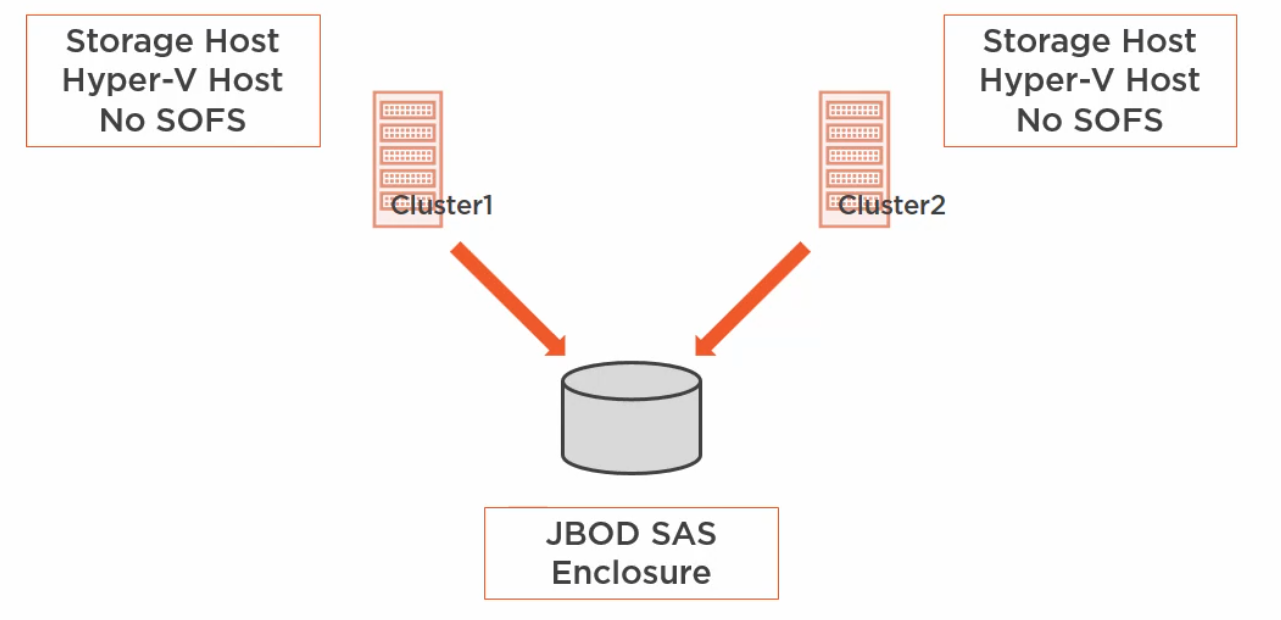 Storage Host
Hyper-V Host
No SOFS
Storage Host
Hyper-V Host
No SOFS
Cluster1
Cluster2
JBOD SAS
Enclosure